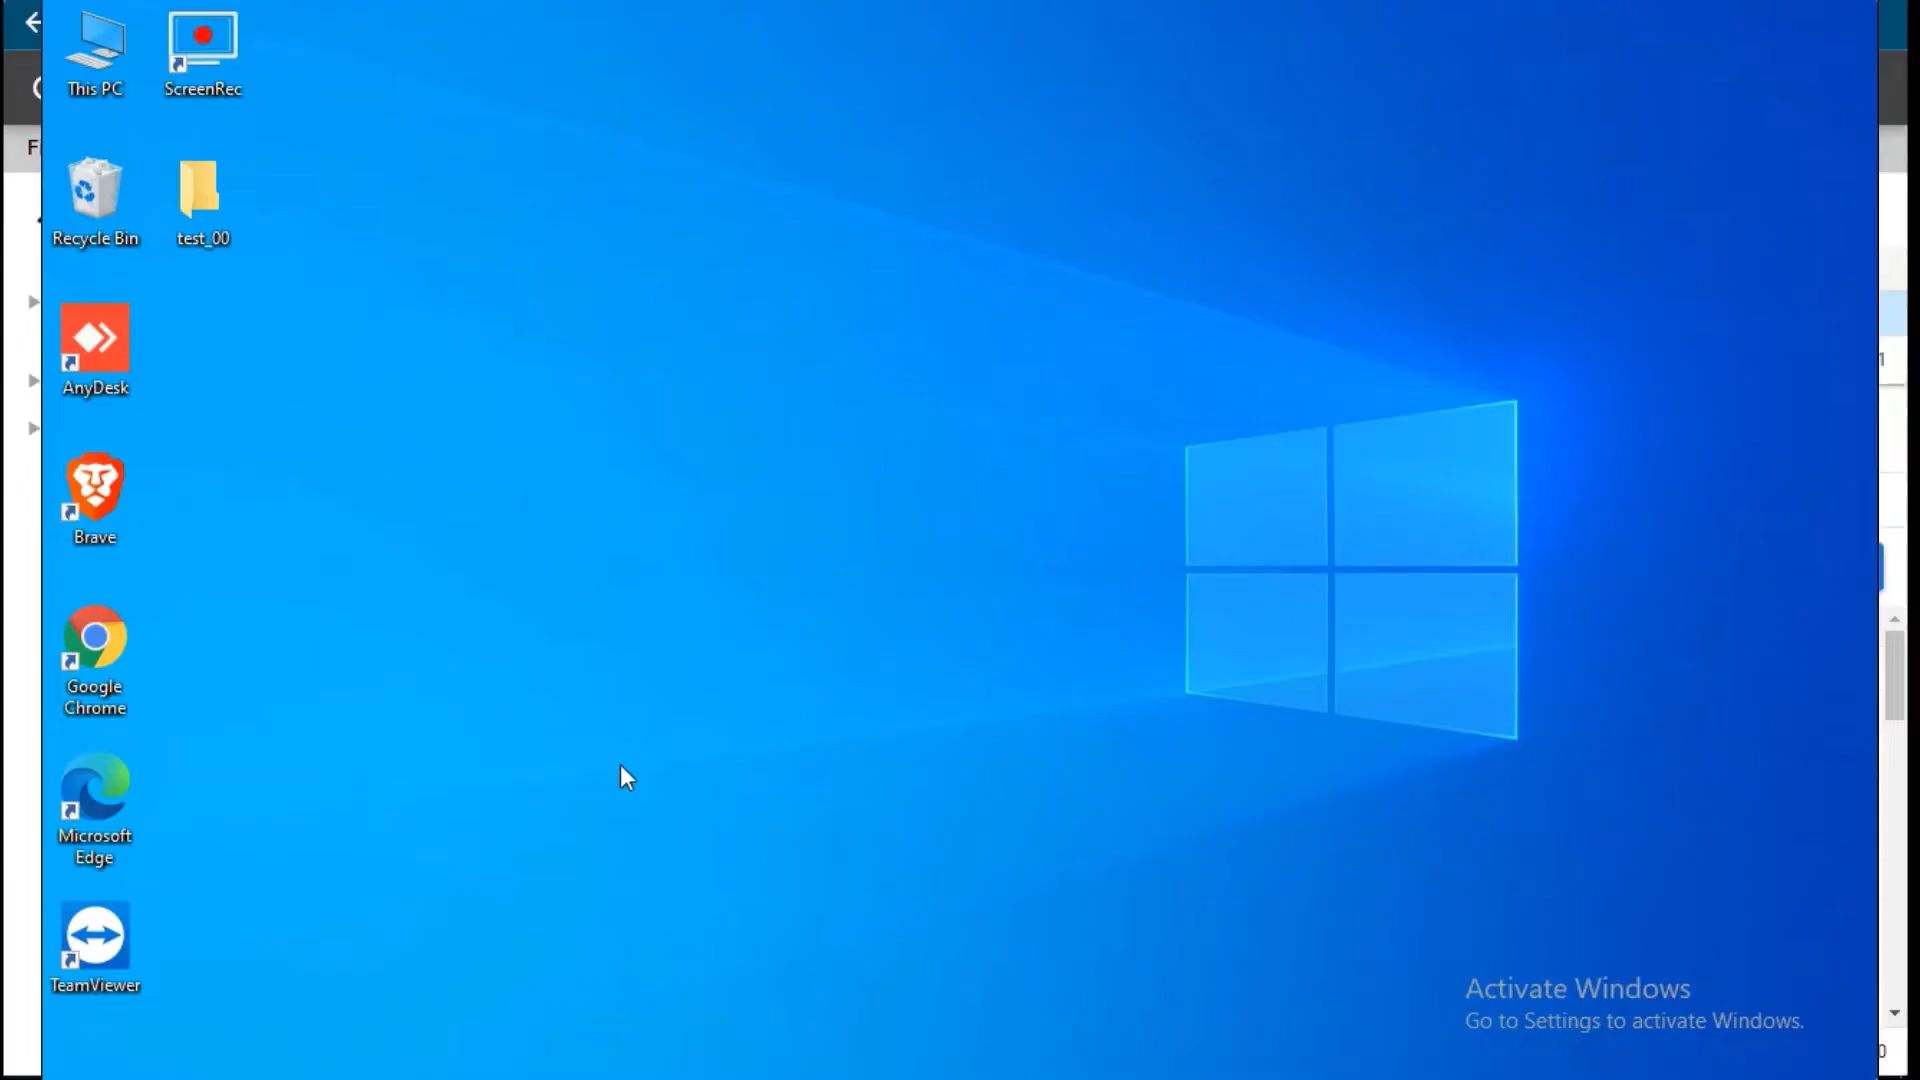 This PC
ScreenRec
Recycle Bin
test_00
AnyDesk
Brave
Google
Chrome
Microsoft
Edge
TeamViewer
Activate Windows
Go to Settings to activate Windows.